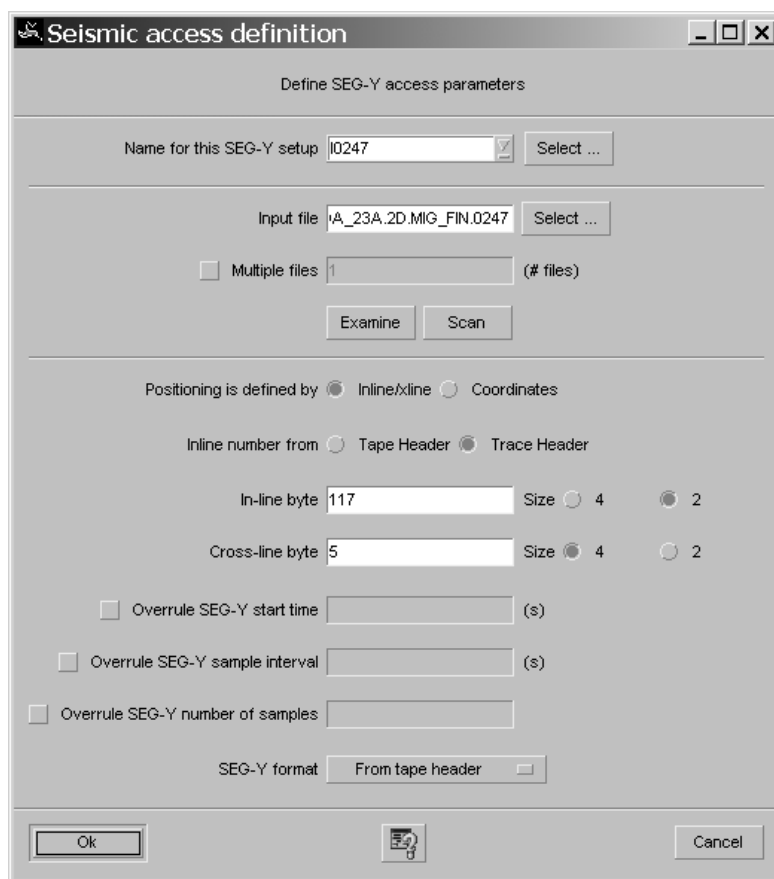 Seismic access definition
Define SEG-Y access parameters
Name for this SEG-Y setup I0247 Select ...
Input file A_23A.2D.MIG_FIN.0247 Select ...
Multiple files 1 (# files)
Examine Scan
Positioning is defined by Inline/xline Coordinates
Inline number from Tape Header Trace Header
In-line byte 117 Size 4 2
Cross-line byte 5 Size 4 2
Overrule SEG-Y start time (s)
Overrule SEG-Y sample interval (s)
Overrule SEG-Y number of samples
SEG-Y format From tape header
Ok Cancel